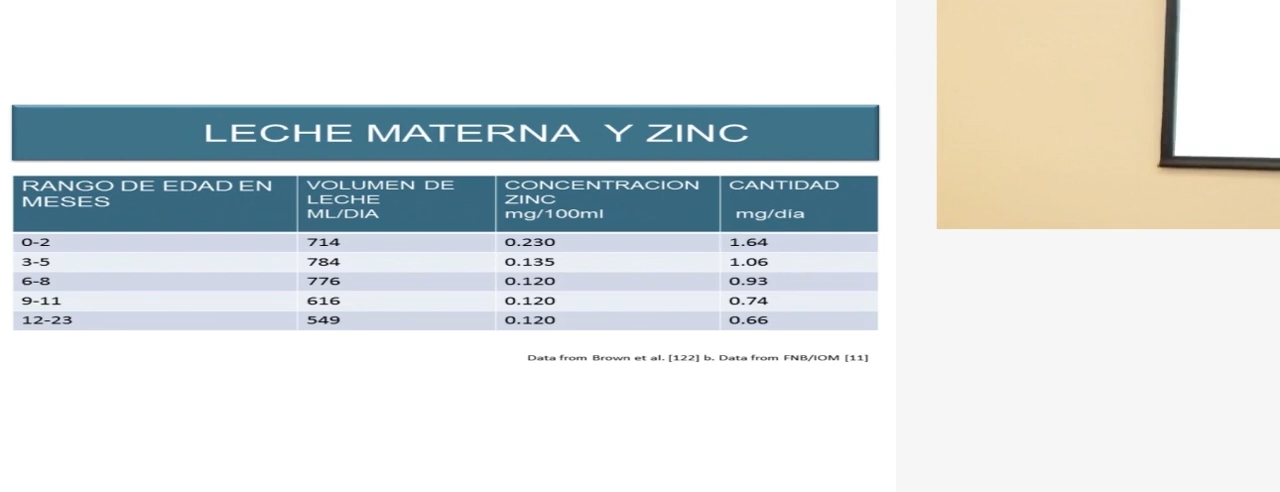 LECHE MATERNA Y ZINC
RANGO DE EDAD EN MESES | VOLUMEN DE LECHE ML/DIA | CONCENTRACION ZINC mg/100ml | CANTIDAD mg/día
0-2 | 714 | 0.230 | 1.64
3-5 | 784 | 0.135 | 1.06
6-8 | 776 | 0.120 | 0.93
9-11 | 616 | 0.120 | 0.74
12-23 | 549 | 0.120 | 0.66
Data from Brown et al. [122] b. Data from FNB/IOM [11]